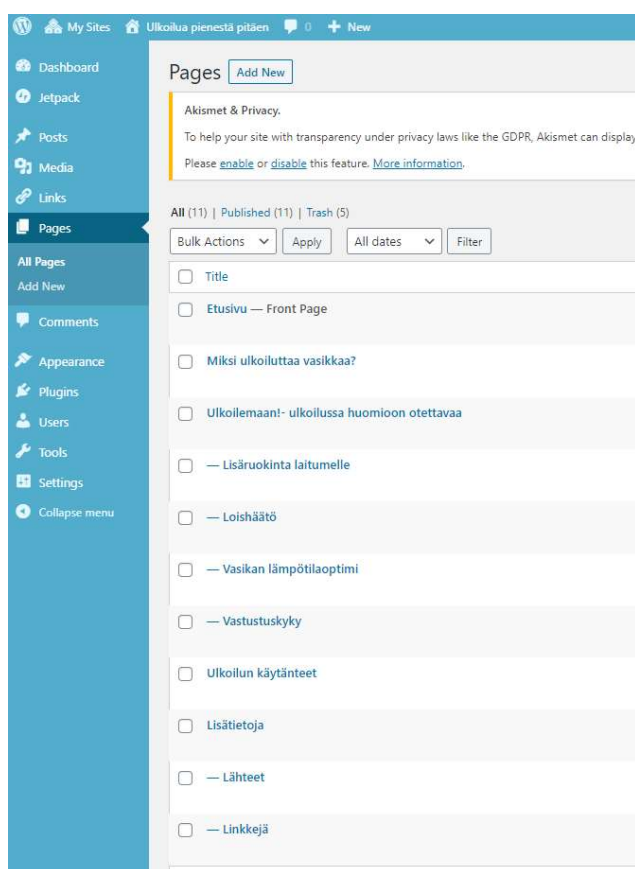 My Sites Ulkoilua pienestä pitäen 0 New
Dashboard
Jetpack
Posts
Media
Links
Pages
All Pages
Add New
Comments
Appearance
Plugins
Users
Tools
Settings
Collapse menu
Pages Add New
Akismet & Privacy.
To help your site with transparency under privacy laws like the GDPR, Akismet can display
Please enable or disable this feature. More information.
All (11) | Published (11) | Trash (5)
Bulk Actions Apply All dates Filter
Title
Etusivu — Front Page
Miksi ulkoiluttaa vasikkaa?
Ulkoilemaan!- ulkoilussa huomioon otettavaa
— Lisäruokinta laitumelle
— Loishäätö
— Vasikan lämpötilaoptimi
— Vastustuskyky
Ulkoilun käytänteet
Lisätietoja
— Lähteet
— Linkkejä